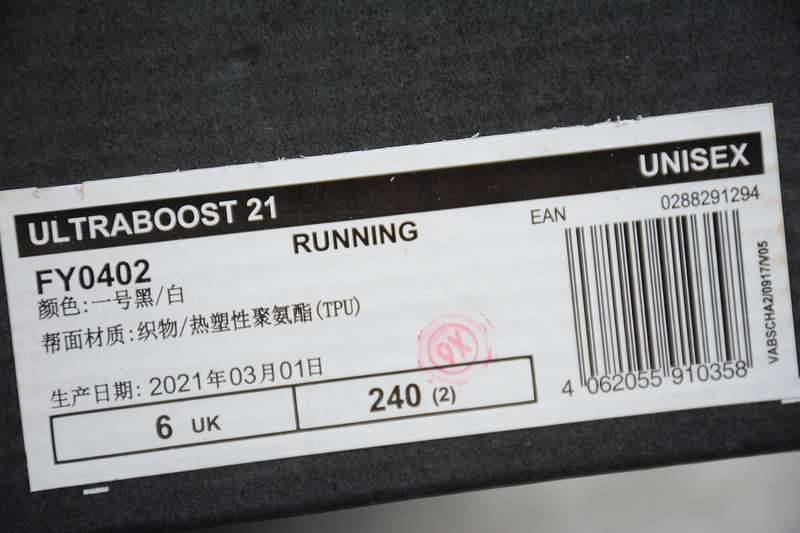 ULTRABOOST 21
UNISEX
RUNNING
EAN
0288291294
FY0402
颜色:一号黑/白
帮面材质:织物/热塑性聚氨酯(TPU)
生产日期: 2021年03月01日
6 UK
240 (2)
4 062055 910358
VABSCHA2/0917/V05